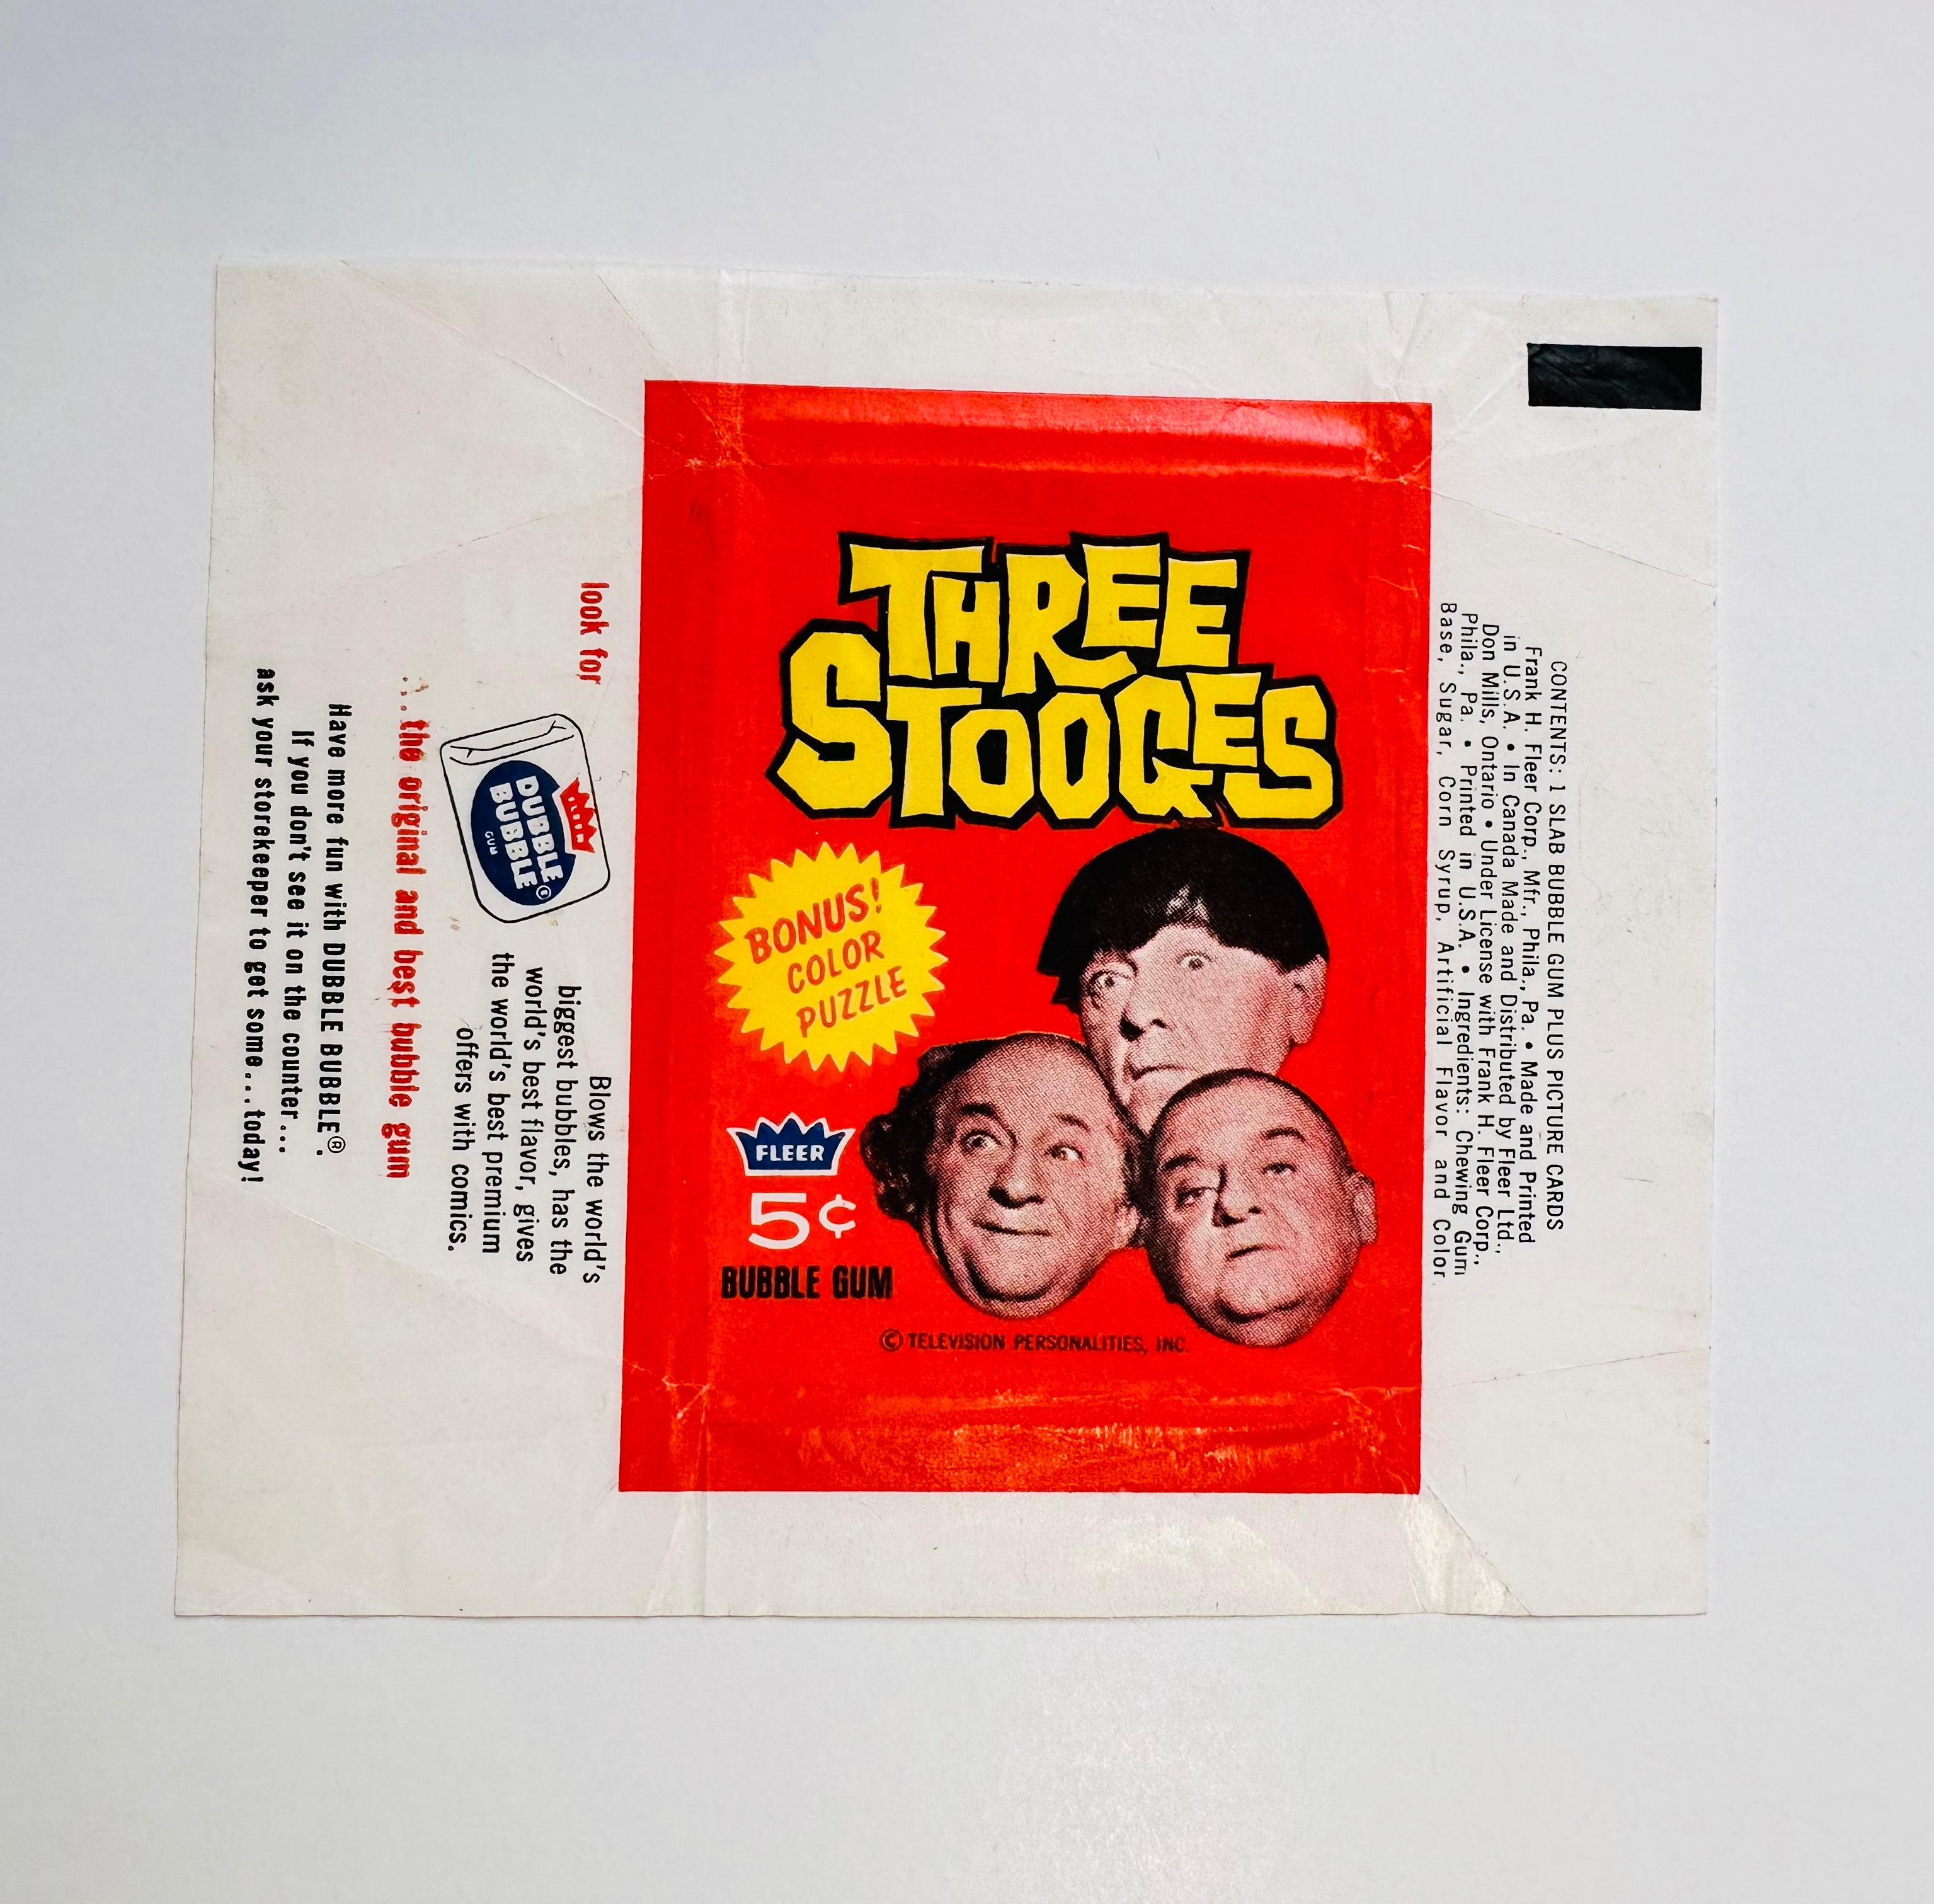 THREE
STOOGES
BONUS!
COLOR
PUZZLE
FLEER
5¢
BUBBLE GUM
© TELEVISION PERSONALITIES, INC.
look for
FLEER
DUBBLE
BUBBLE
GUM
Blows the world's
biggest bubbles, has the
world's best flavor, gives
the world's best premium
offers with comics.
... the original and best bubble gum
Have more fun with DUBBLE BUBBLE®.
If you don't see it on the counter...
ask your storekeeper to get some...today!
CONTENTS: 1 SLAB BUBBLE GUM PLUS PICTURE CARDS
Frank H. Fleer Corp., Mfr., Phila., Pa. • Made and Printed
in U.S.A. • In Canada Made and Distributed by Fleer Ltd.,
Don Mills, Ontario • Under License with Frank H. Fleer Corp.,
Phila., Pa. • Printed in U.S.A. • Ingredients: Chewing Gum
Base, Sugar, Corn Syrup, Artificial Flavor and Color